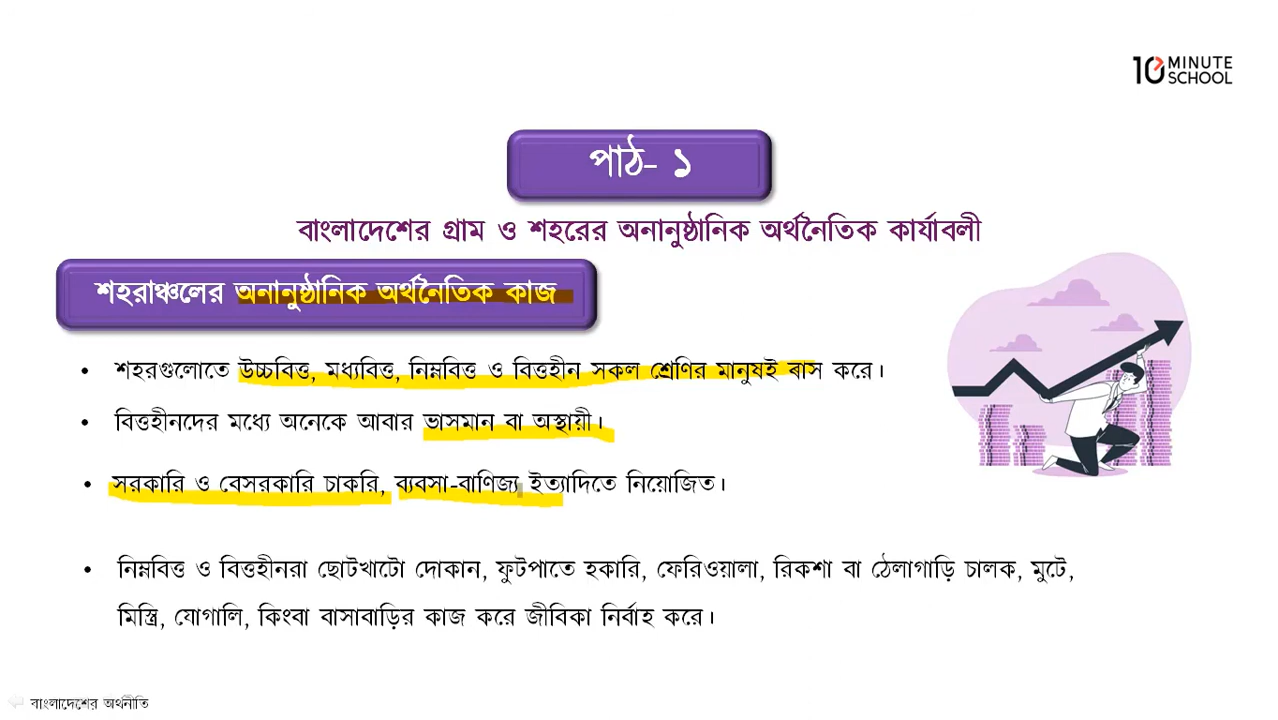 10 MINUTE
SCHOOL
পাঠ- ১
বাংলাদেশের গ্রাম ও শহরের অনানুষ্ঠানিক অর্থনৈতিক কার্যাবলী
শহরাঞ্চলের অনানুষ্ঠানিক অর্থনৈতিক কাজ
• শহরগুলোতে উচ্চবিত্ত, মধ্যবিত্ত, নিম্নবিত্ত ও বিত্তহীন সকল শ্রেণির মানুষই বাস করে।
• বিত্তহীনদের মধ্যে অনেকে আবার ভাসমান বা অস্থায়ী।
• সরকারি ও বেসরকারি চাকরি, ব্যবসা-বাণিজ্য ইত্যাদিতে নিয়োজিত।
• নিম্নবিত্ত ও বিত্তহীনরা ছোটখাটো দোকান, ফুটপাতে হকারি, ফেরিওয়ালা, রিকশা বা ঠেলাগাড়ি চালক, মুটে,
মিস্ত্রি, যোগালি, কিংবা বাসাবাড়ির কাজ করে জীবিকা নির্বাহ করে।
বাংলাদেশের অর্থনীতি